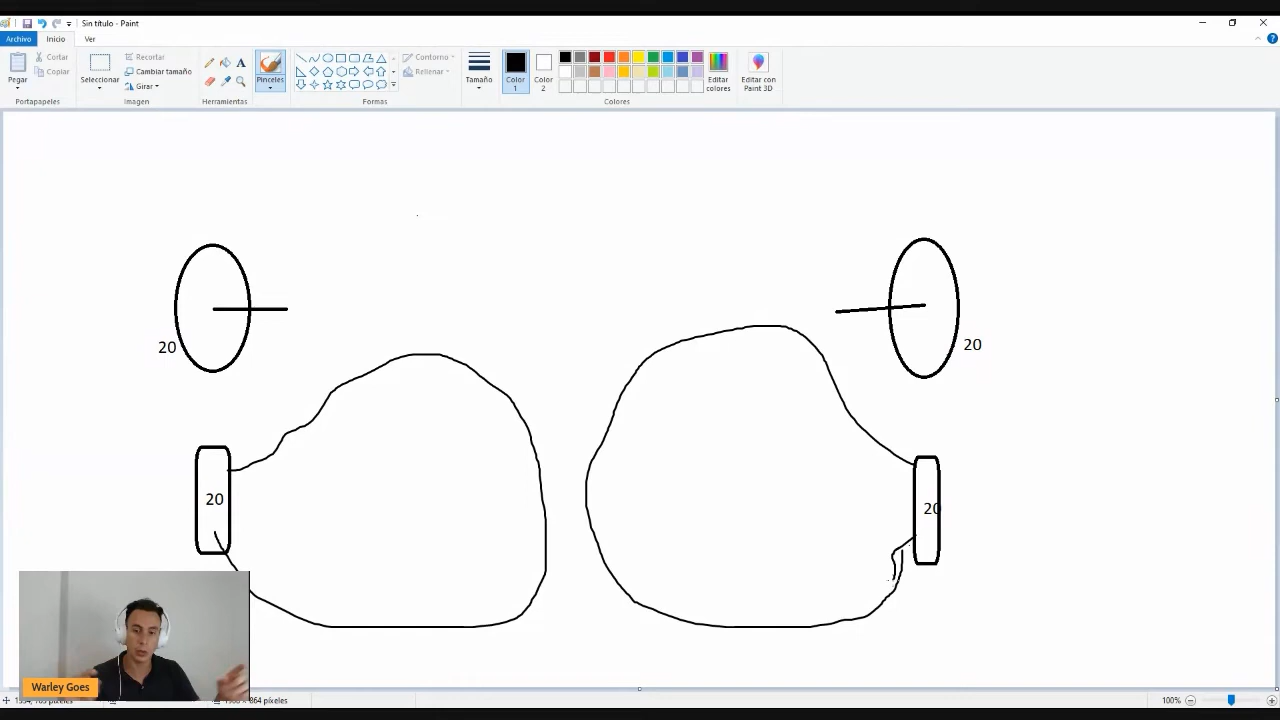 Sin título - Paint
Archivo Inicio Ver
Pegar
Cortar
Copiar
Portapapeles
Seleccionar
Recortar
Cambiar tamaño
Girar
Imagen
A
Herramientas
Pinceles
Contorno
Rellenar
Formas
Tamaño
Color 1
Color 2
Editar colores
Colores
Editar con Paint 3D
20
20
20
20
Warley Goes
100%